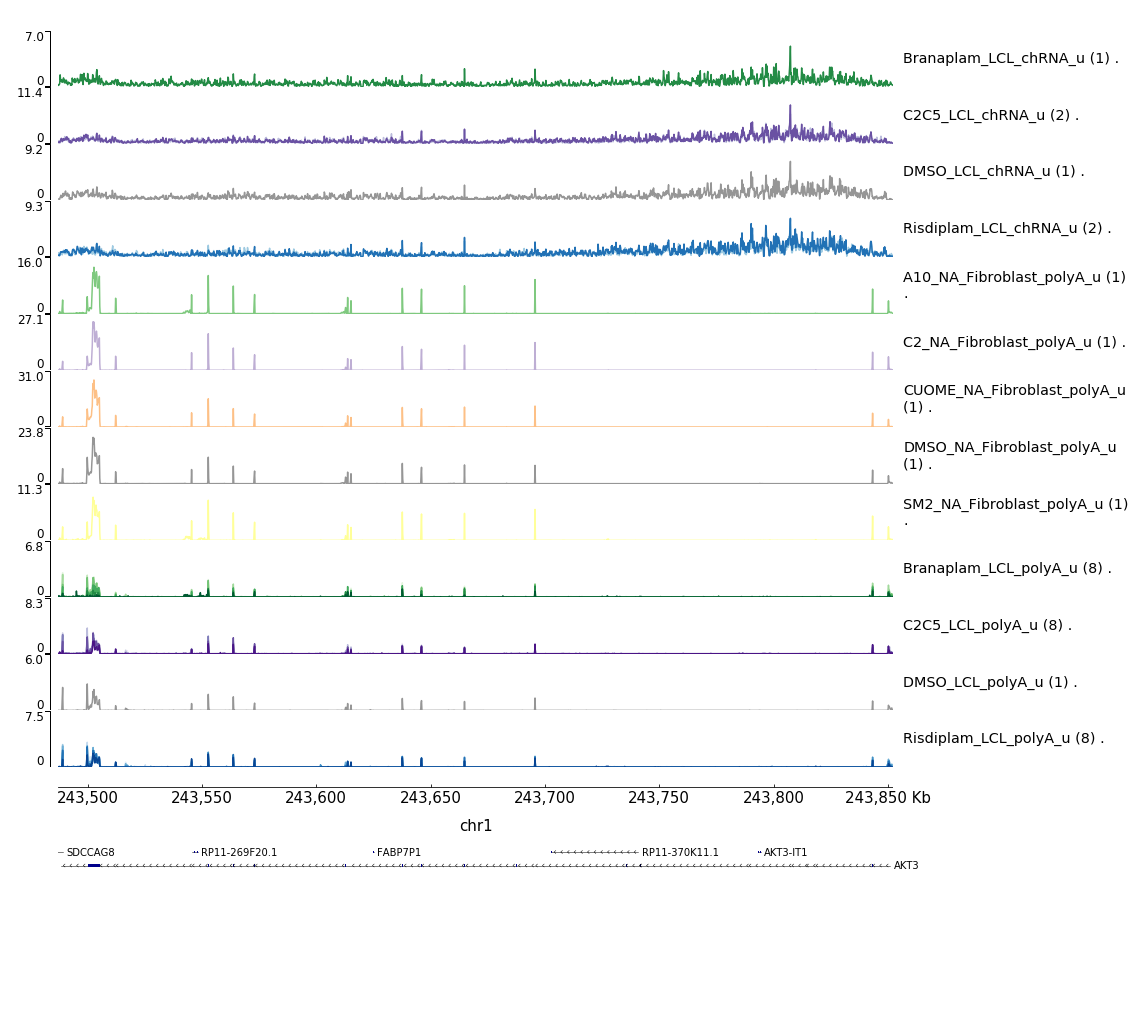 7.0
Branaplam_LCL_chRNA_u (1) .
0
11.4
C2C5_LCL_chRNA_u (2) .
0
9.2
DMSO_LCL_chRNA_u (1) .
0
9.3
Risdiplam_LCL_chRNA_u (2) .
0
16.0
A10_NA_Fibroblast_polyA_u (1)
.
0
27.1
C2_NA_Fibroblast_polyA_u (1) .
0
31.0
CUOME_NA_Fibroblast_polyA_u
(1) .
0
23.8
DMSO_NA_Fibroblast_polyA_u
(1) .
0
11.3
SM2_NA_Fibroblast_polyA_u (1)
.
0
6.8
Branaplam_LCL_polyA_u (8) .
0
8.3
C2C5_LCL_polyA_u (8) .
0
6.0
DMSO_LCL_polyA_u (1) .
0
7.5
Risdiplam_LCL_polyA_u (8) .
0
243,500 243,550 243,600 243,650 243,700 243,750 243,800 243,850 Kb
chr1
SDCCAG8 RP11-269F20.1 FABP7P1 RP11-370K11.1 AKT3-IT1
AKT3